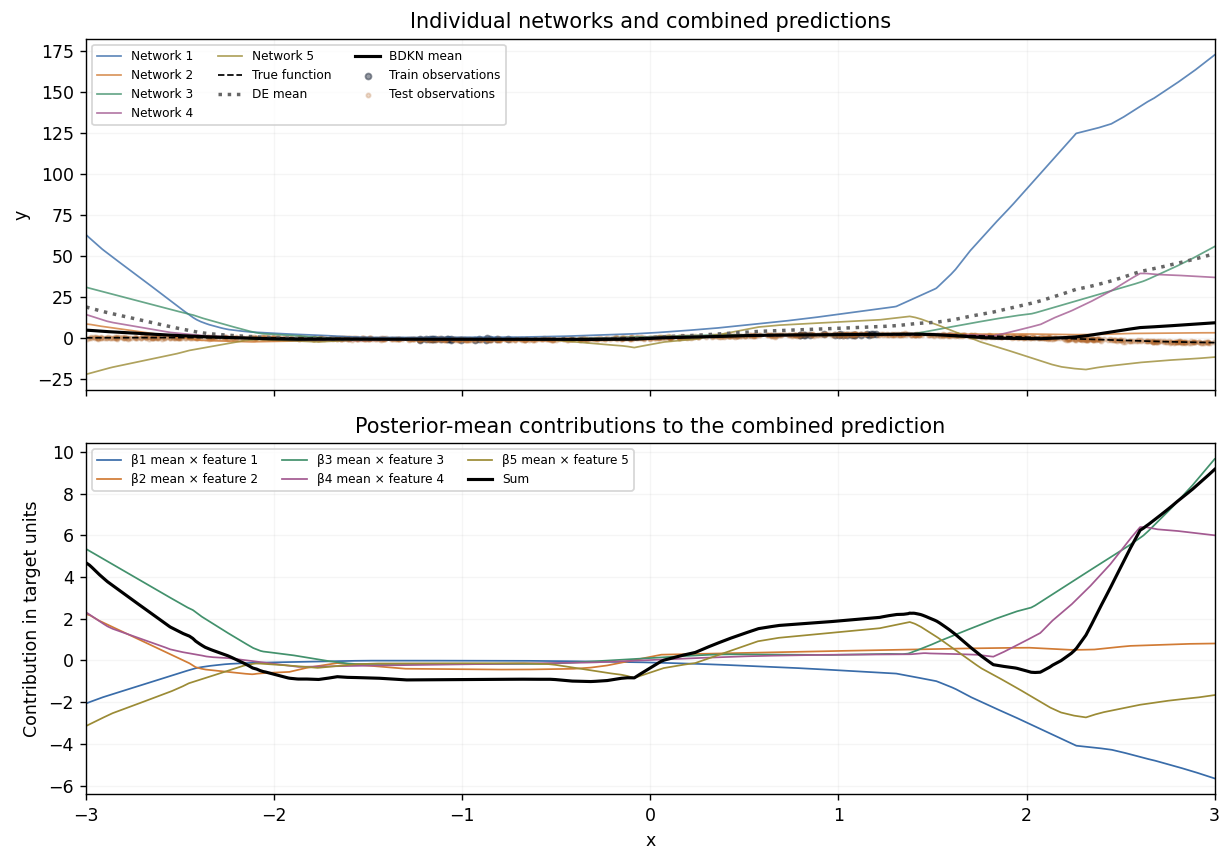 Individual networks and combined predictions
175
150
125
100
75
50
25
0
−25
y
Network 1
Network 2
Network 3
Network 4
Network 5
True function
DE mean
BDKN mean
Train observations
Test observations
Posterior-mean contributions to the combined prediction
10
8
6
4
2
0
−2
−4
−6
Contribution in target units
β1 mean × feature 1
β2 mean × feature 2
β3 mean × feature 3
β4 mean × feature 4
β5 mean × feature 5
Sum
−3
−2
−1
0
1
2
3
x